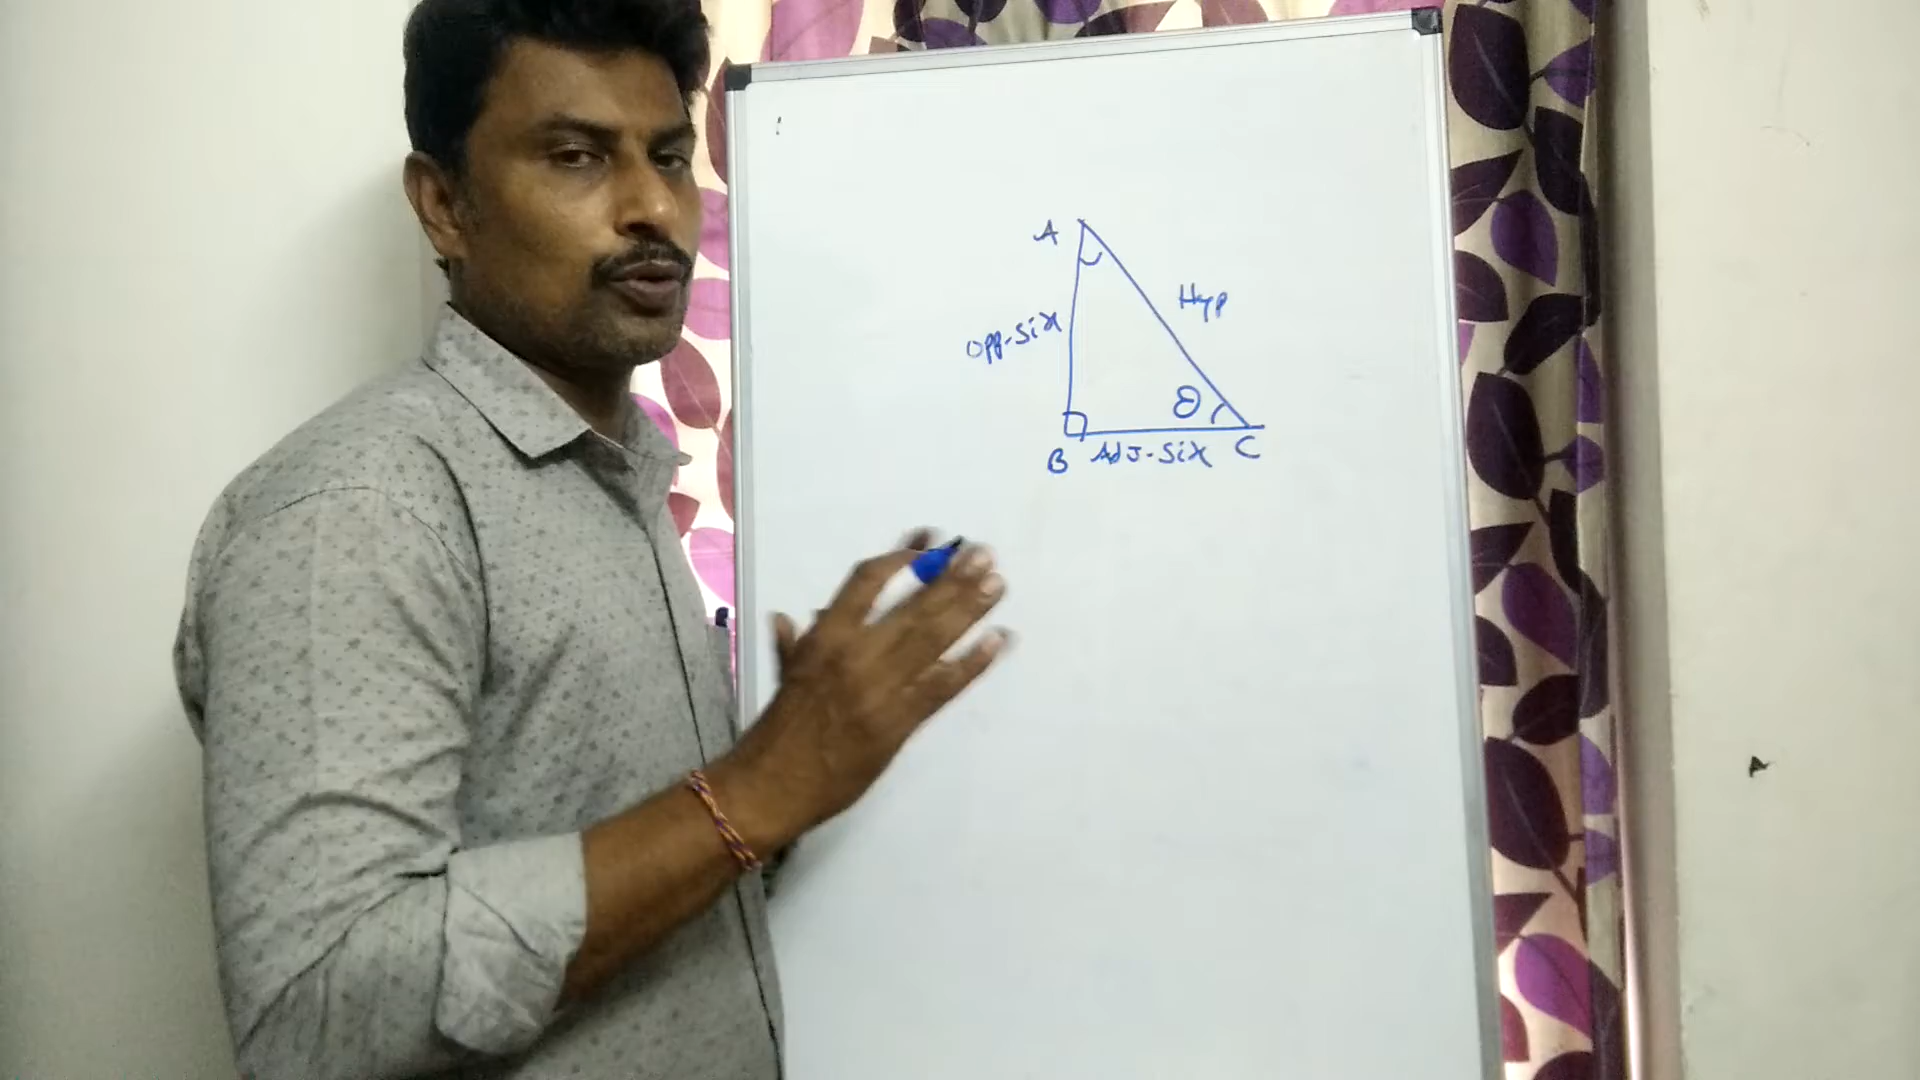 A
Hyp
Opp-Six
θ
B Adj-Six C